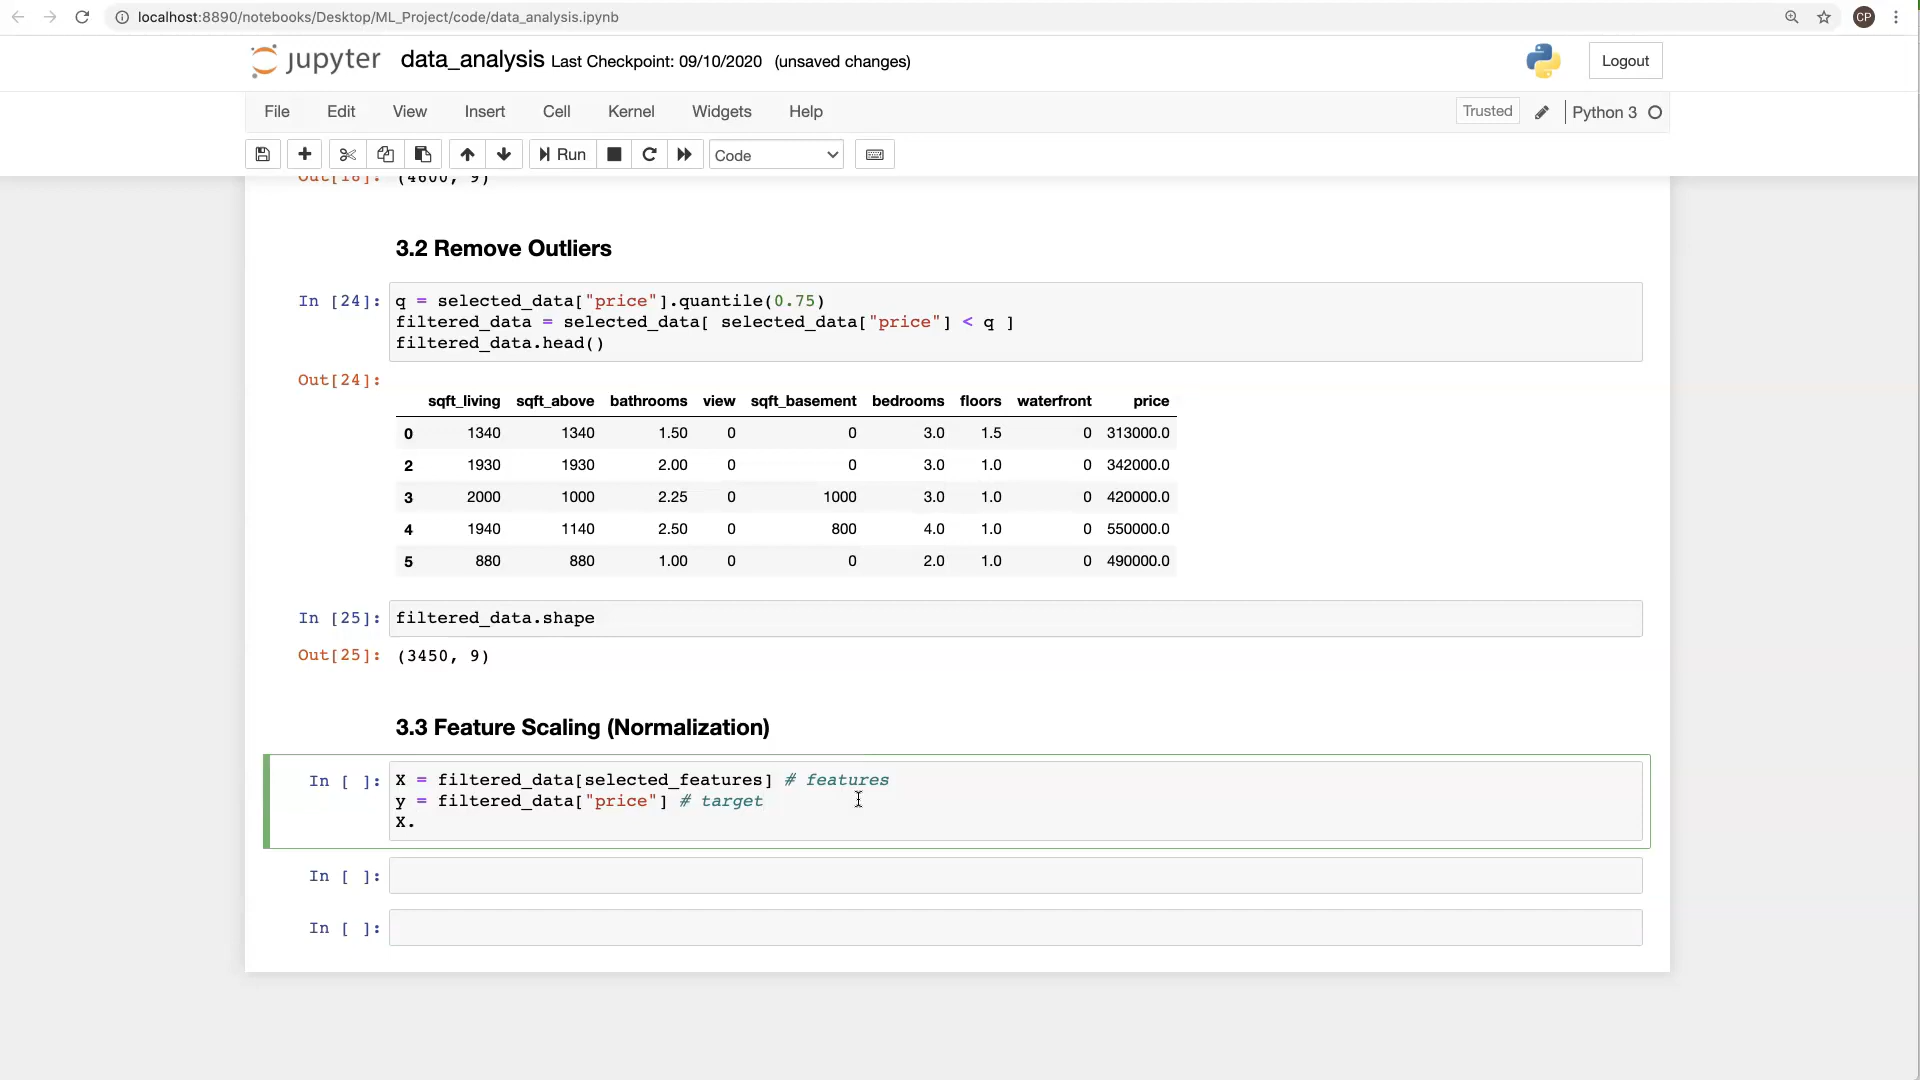 localhost:8890/notebooks/Desktop/ML_Project/code/data_analysis.ipynb
CP
jupyter data_analysis Last Checkpoint: 09/10/2020 (unsaved changes)
Logout
File Edit View Insert Cell Kernel Widgets Help
Trusted Python 3
Run Code
Out[18]: (4600, 9)
3.2 Remove Outliers
In [24]: q = selected_data["price"].quantile(0.75)
filtered_data = selected_data[ selected_data["price"] < q ]
filtered_data.head()
Out[24]:
sqft_living sqft_above bathrooms view sqft_basement bedrooms floors waterfront price
0 1340 1340 1.50 0 0 3.0 1.5 0 313000.0
2 1930 1930 2.00 0 0 3.0 1.0 0 342000.0
3 2000 1000 2.25 0 1000 3.0 1.0 0 420000.0
4 1940 1140 2.50 0 800 4.0 1.0 0 550000.0
5 880 880 1.00 0 0 2.0 1.0 0 490000.0
In [25]: filtered_data.shape
Out[25]: (3450, 9)
3.3 Feature Scaling (Normalization)
In [ ]: X = filtered_data[selected_features] # features
y = filtered_data["price"] # target
X.
In [ ]:
In [ ]: